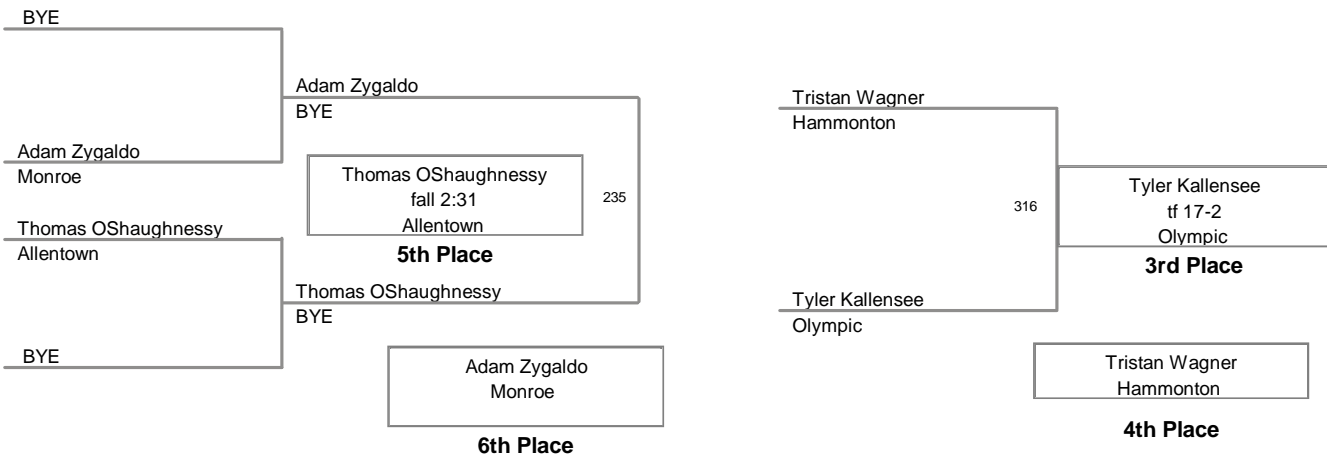 BYE
Adam Zygaldo
BYE
Adam Zygaldo
Monroe
Thomas OShaughnessy
fall 2:31
Allentown
5th Place
235
Thomas OShaughnessy
Allentown
Thomas OShaughnessy
BYE
BYE
Adam Zygaldo
Monroe
6th Place
Tristan Wagner
Hammonton
316
Tyler Kallensee
tf 17-2
Olympic
3rd Place
Tyler Kallensee
Olympic
Tristan Wagner
Hammonton
4th Place